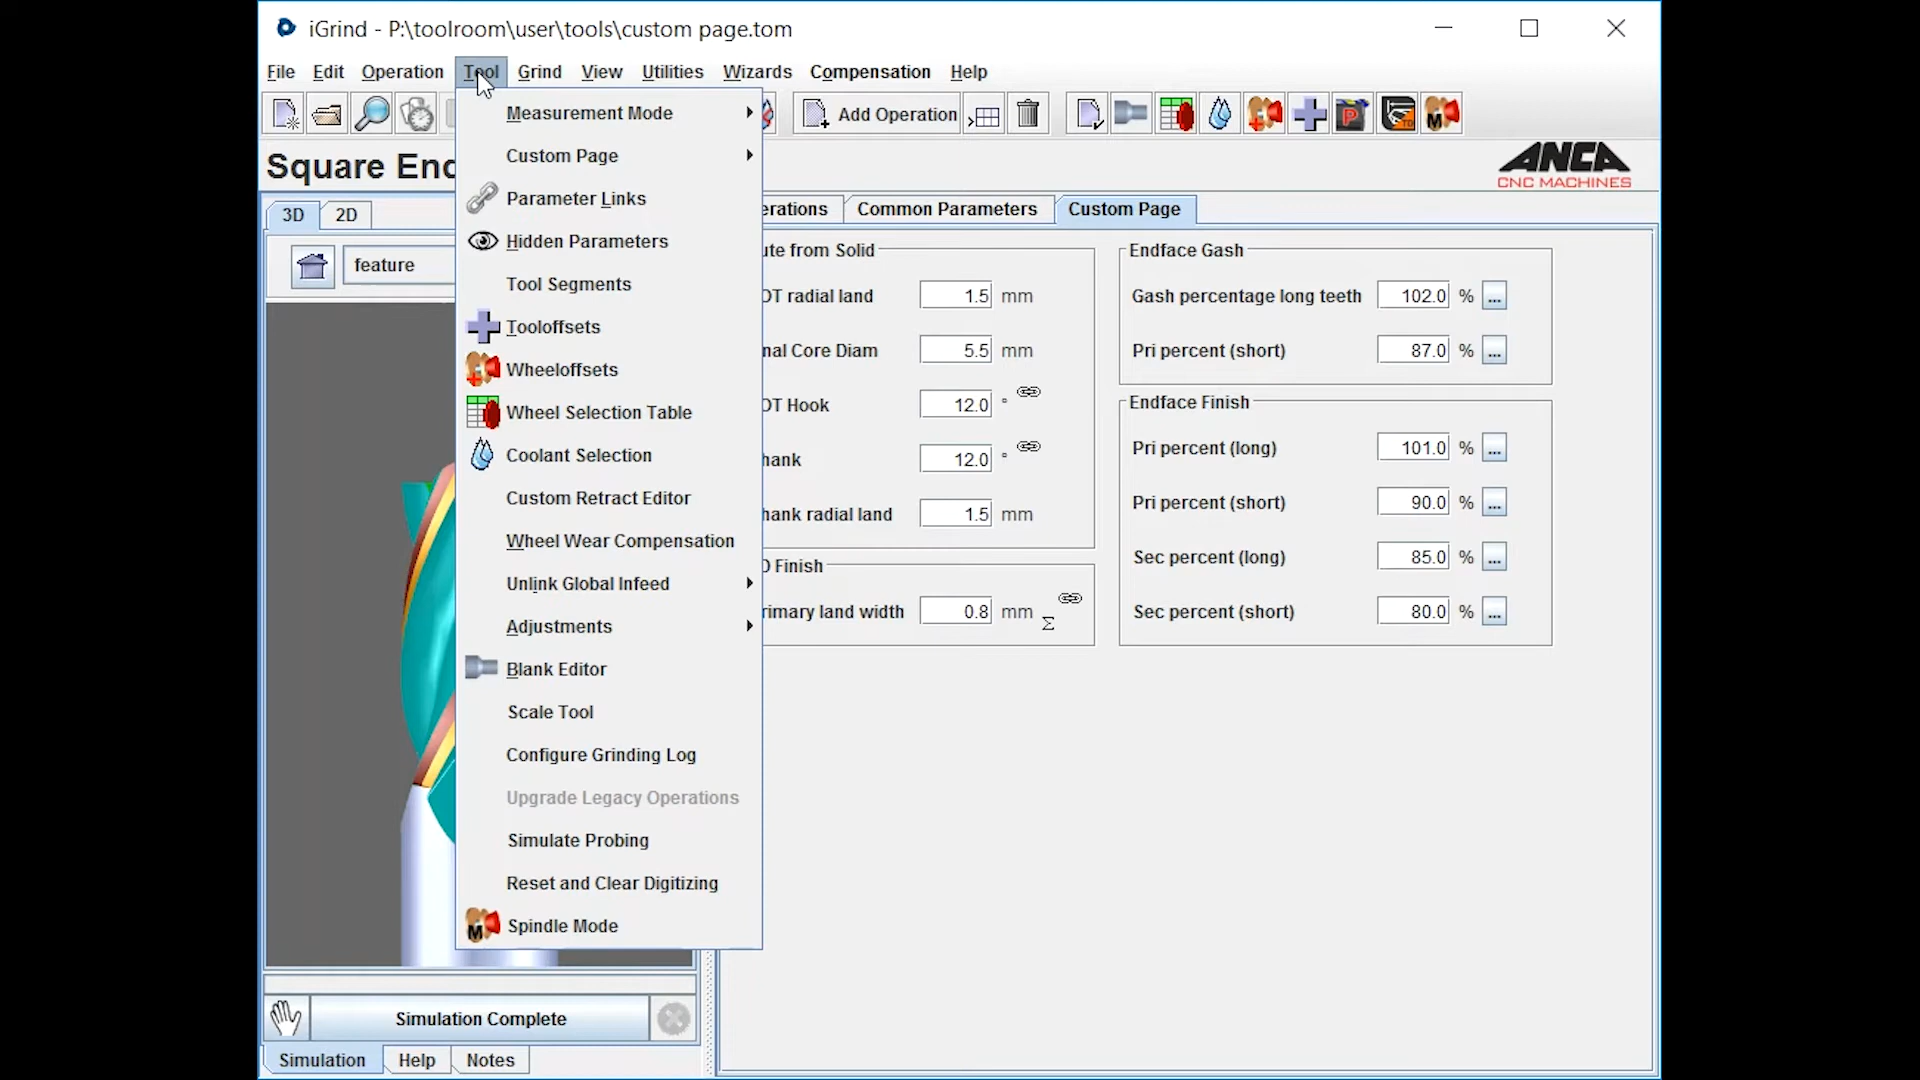 iGrind - P:\toolroom\user\tools\custom page.tom
File Edit Operation Tool Grind View Utilities Wizards Compensation Help
Add Operation
Square End
ANCA
CNC MACHINES
3D 2D
feature
Measurement Mode
Custom Page
Parameter Links
Hidden Parameters
Tool Segments
Tooloffsets
Wheeloffsets
Wheel Selection Table
Coolant Selection
Custom Retract Editor
Wheel Wear Compensation
Unlink Global Infeed
Adjustments
Blank Editor
Scale Tool
Configure Grinding Log
Upgrade Legacy Operations
Simulate Probing
Reset and Clear Digitizing
M Spindle Mode
erations Common Parameters Custom Page
ute from Solid
OT radial land 1.5 mm
nal Core Diam 5.5 mm
OT Hook 12.0 °
hank 12.0 °
hank radial land 1.5 mm
D Finish
rimary land width 0.8 mm Σ
Endface Gash
Gash percentage long teeth 102.0 % ...
Pri percent (short) 87.0 % ...
Endface Finish
Pri percent (long) 101.0 % ...
Pri percent (short) 90.0 % ...
Sec percent (long) 85.0 % ...
Sec percent (short) 80.0 % ...
Simulation Complete
Simulation Help Notes